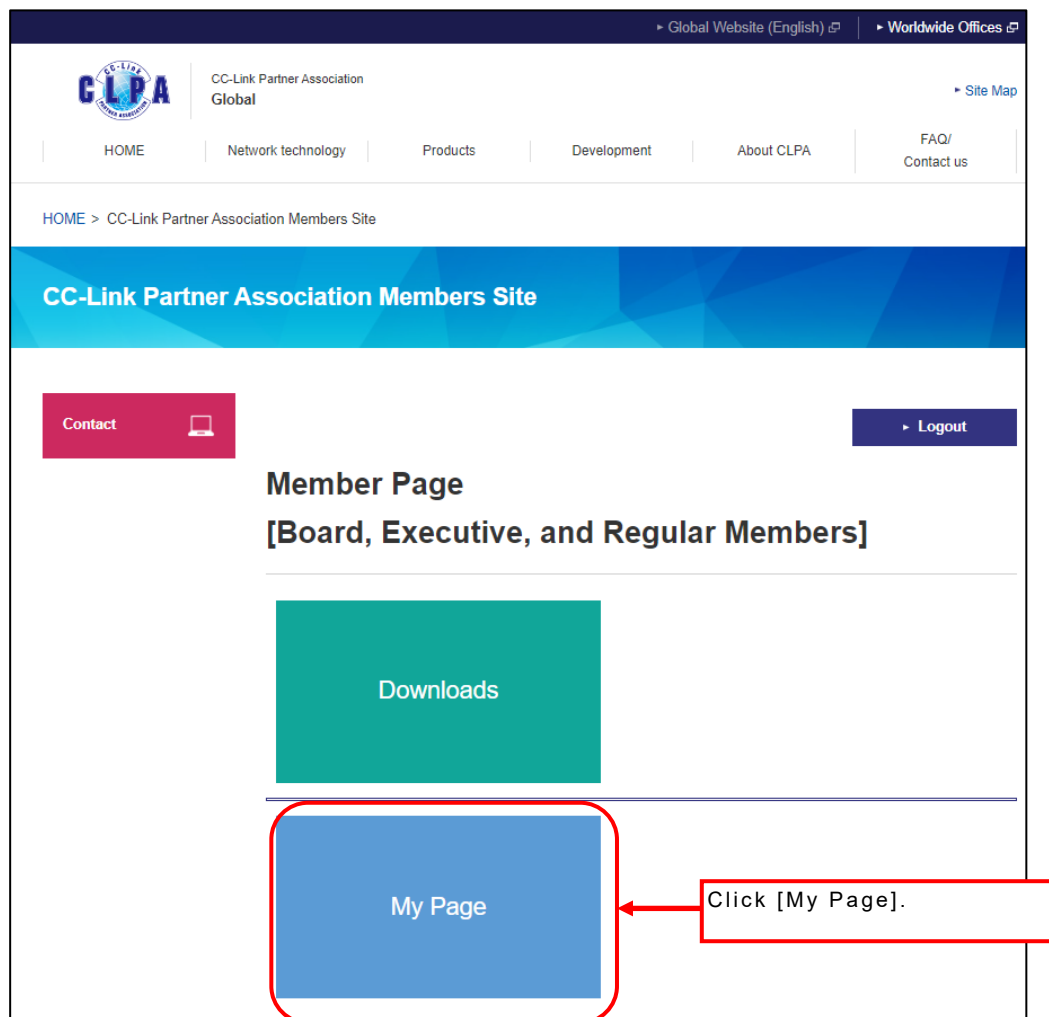 Global Website (English)
Worldwide Offices
CC-Link
CLPA
PARTNER ASSOCIATION
CC-Link Partner Association
Global
Site Map
HOME
Network technology
Products
Development
About CLPA
FAQ/
Contact us
HOME > CC-Link Partner Association Members Site
CC-Link Partner Association Members Site
Contact
Logout
Member Page
[Board, Executive, and Regular Members]
Downloads
My Page
Click [My Page].